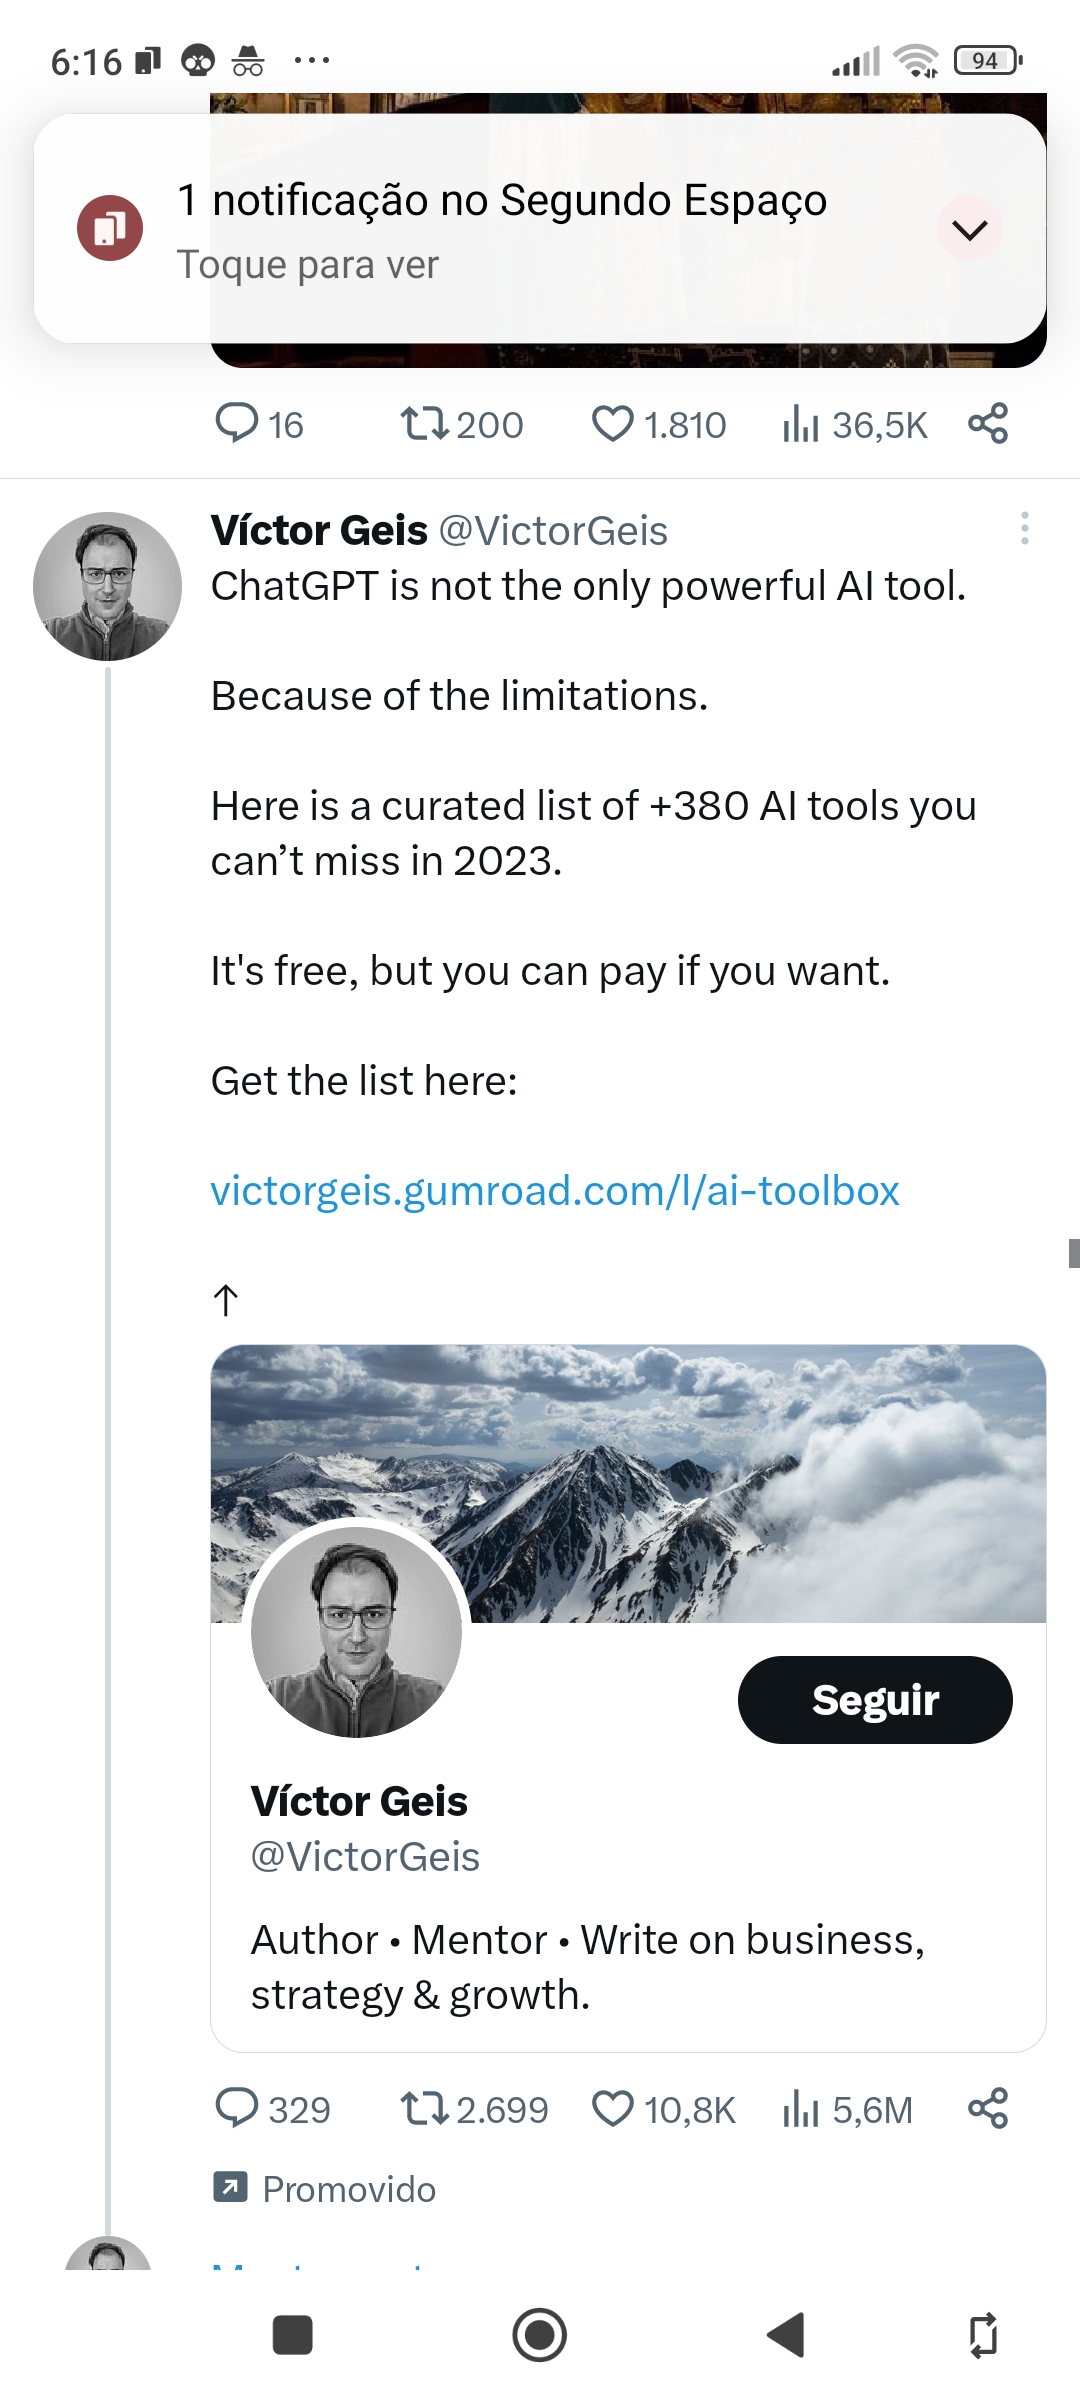 6:16
94
1 notificação no Segundo Espaço
Toque para ver
16 200 1.810 36,5K
Víctor Geis @VictorGeis
ChatGPT is not the only powerful AI tool.
Because of the limitations.
Here is a curated list of +380 AI tools you
can’t miss in 2023.
It's free, but you can pay if you want.
Get the list here:
victorgeis.gumroad.com/l/ai-toolbox
↑
Seguir
Víctor Geis
@VictorGeis
Author • Mentor • Write on business,
strategy & growth.
329 2.699 10,8K 5,6M
Promovido